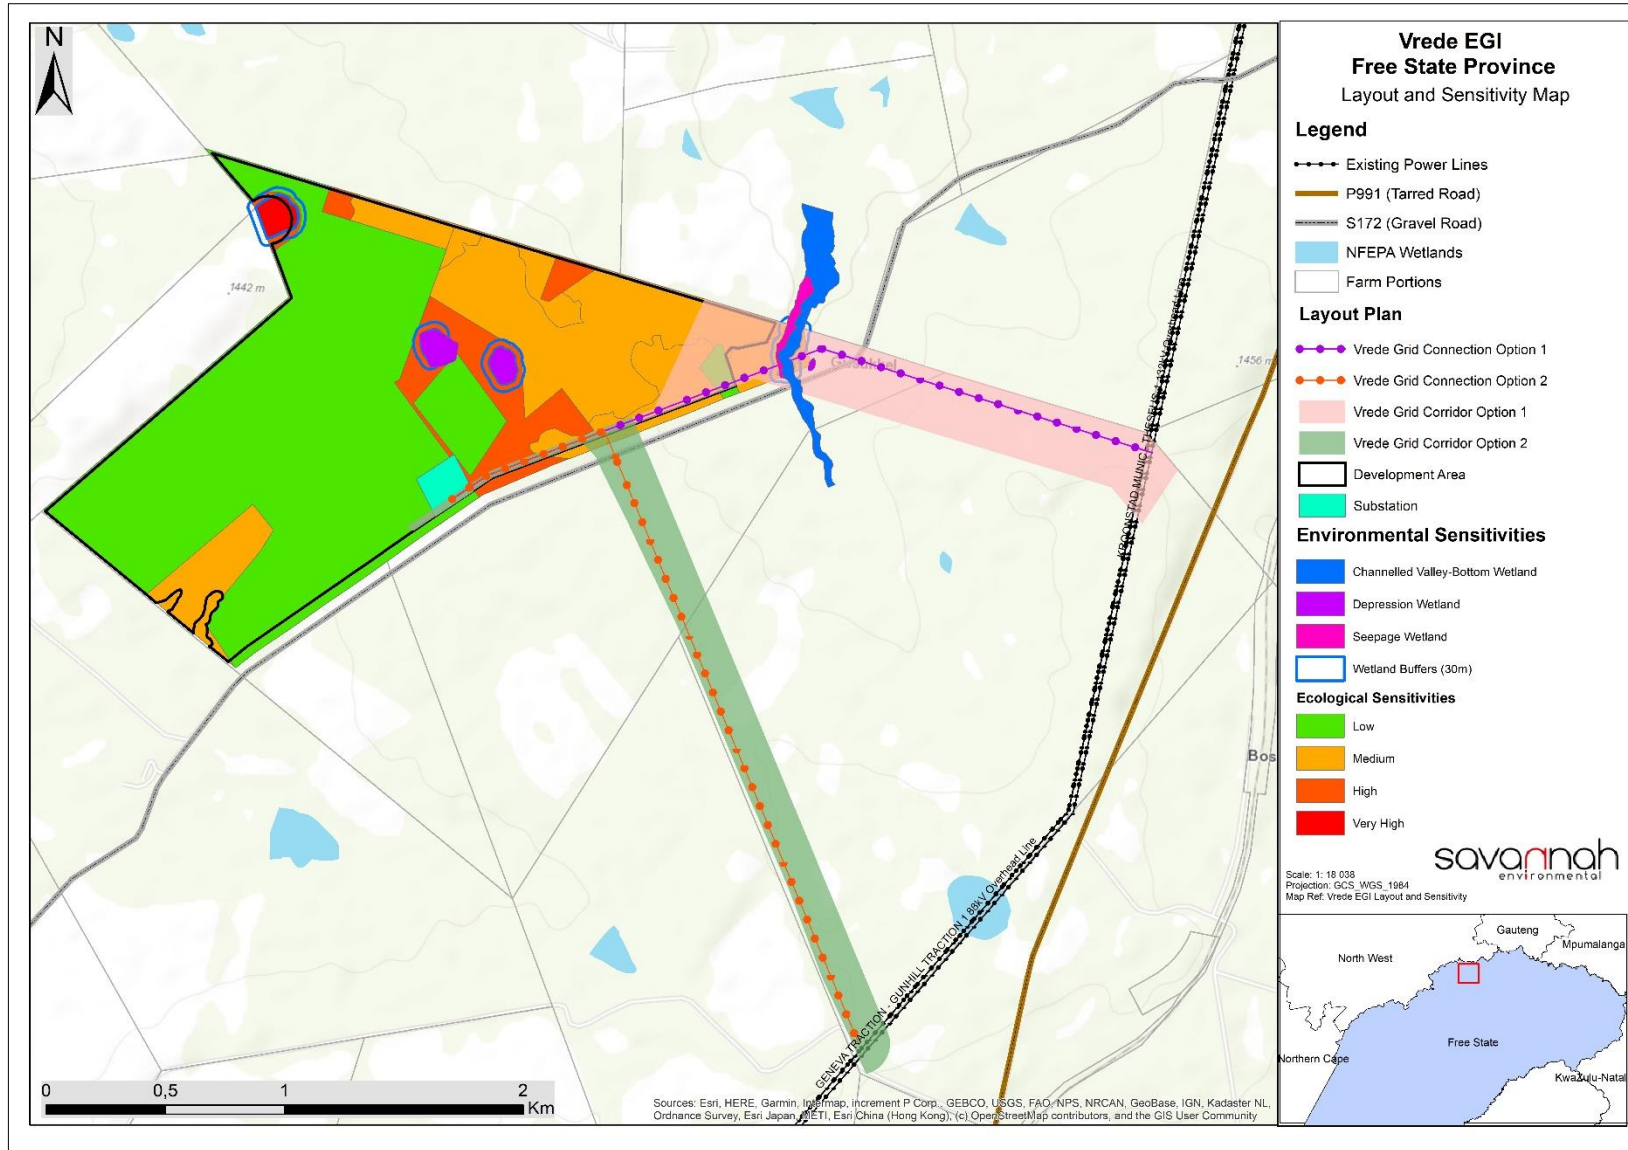 N
1442 m
1456 m
KROONSTAD MUNIC - THESEUS 1 132kV Overhead Line
Bos
GENEVA TRACTION - GUNHILL TRACTION 1 88kV Overhead Line
0 0,5 1 2
Km
Sources: Esri, HERE, Garmin, Intermap, increment P Corp., GEBCO, USGS, FAO, NPS, NRCAN, GeoBase, IGN, Kadaster NL,
Ordnance Survey, Esri Japan, METI, Esri China (Hong Kong), (c) OpenStreetMap contributors, and the GIS User Community
Vrede EGI
Free State Province
Layout and Sensitivity Map
Legend
Existing Power Lines
P991 (Tarred Road)
S172 (Gravel Road)
NFEPA Wetlands
Farm Portions
Layout Plan
Vrede Grid Connection Option 1
Vrede Grid Connection Option 2
Vrede Grid Corridor Option 1
Vrede Grid Corridor Option 2
Development Area
Substation
Environmental Sensitivities
Channelled Valley-Bottom Wetland
Depression Wetland
Seepage Wetland
Wetland Buffers (30m)
Ecological Sensitivities
Low
Medium
High
Very High
savannah
environmental
Scale: 1: 18 038
Projection: GCS_WGS_1984
Map Ref: Vrede EGI Layout and Sensitivity
Gauteng
Mpumalanga
North West
Free State
Northern Cape
KwaZulu-Natal